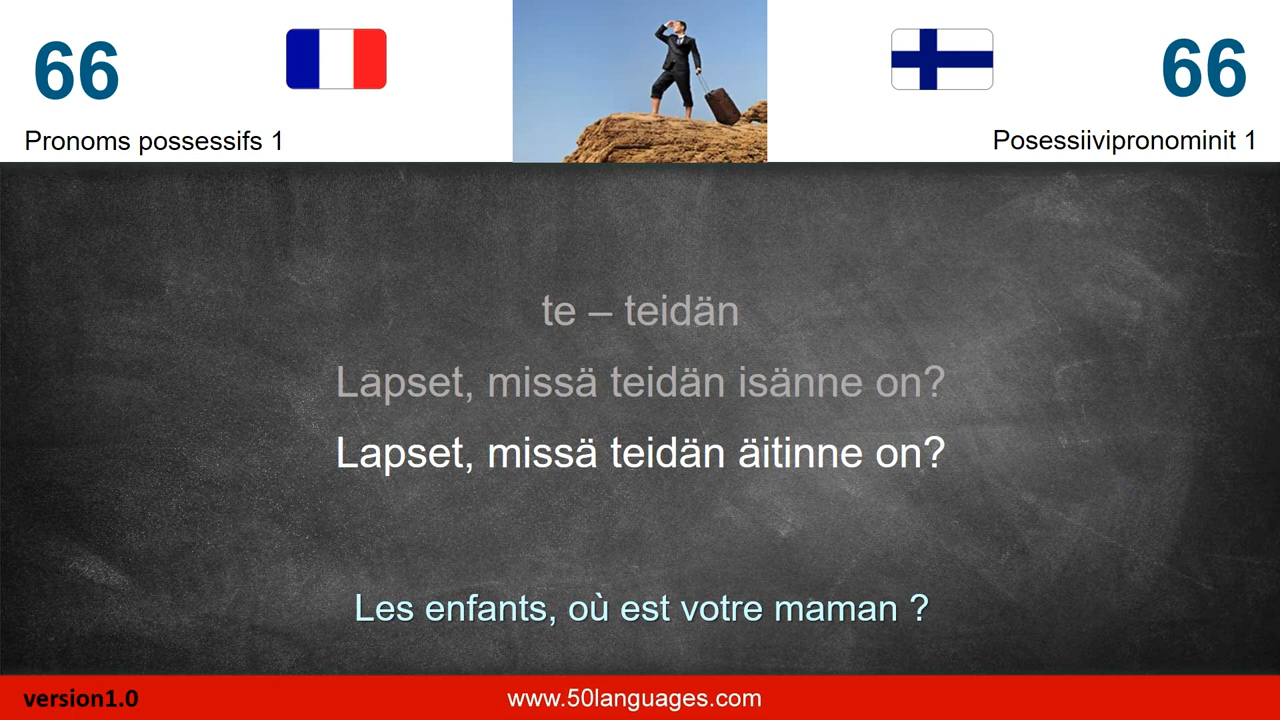 66
66
Pronoms possessifs 1
Posessiivipronominit 1
te – teidän
Lapset, missä teidän isänne on?
Lapset, missä teidän äitinne on?
Les enfants, où est votre maman ?
version1.0
www.50languages.com